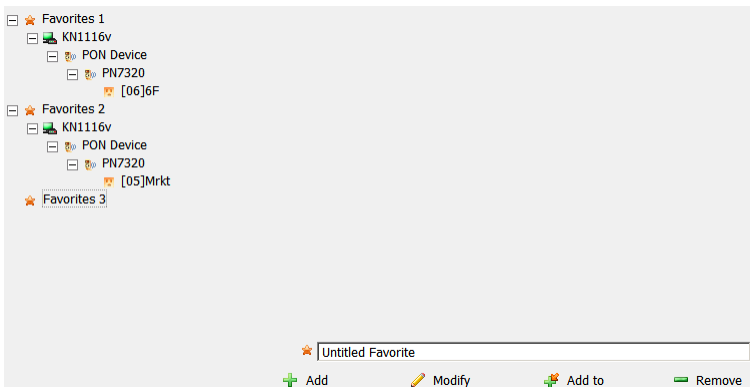 Favorites 1
KN1116v
PON Device
PN7320
[06]6F
Favorites 2
KN1116v
PON Device
PN7320
[05]Mrkt
Favorites 3
Untitled Favorite
Add Modify Add to Remove